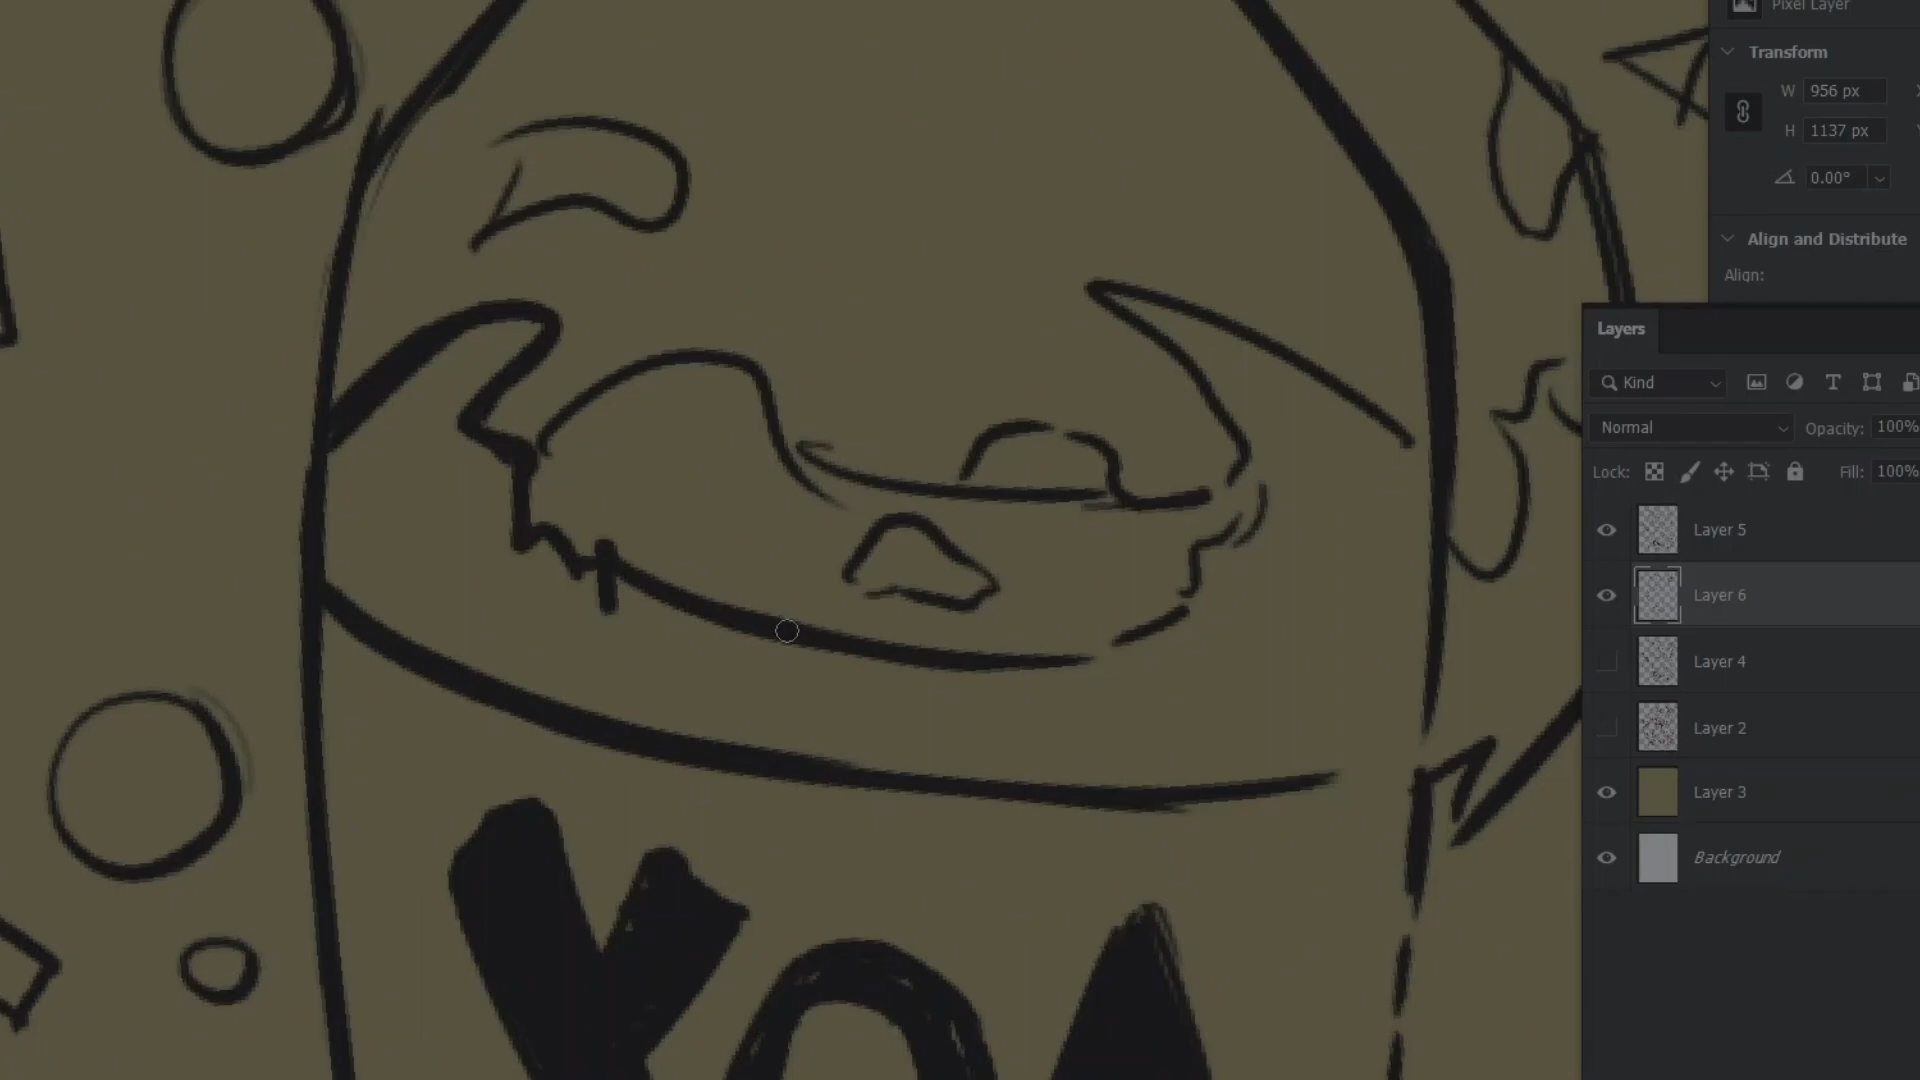 Pixel Layer
Transform
W 956 px
H 1137 px
0.00°
Align and Distribute
Align:
Layers
Kind
Normal Opacity: 100%
Lock: Fill: 100%
Layer 5
Layer 6
Layer 4
Layer 2
Layer 3
Background
YOA